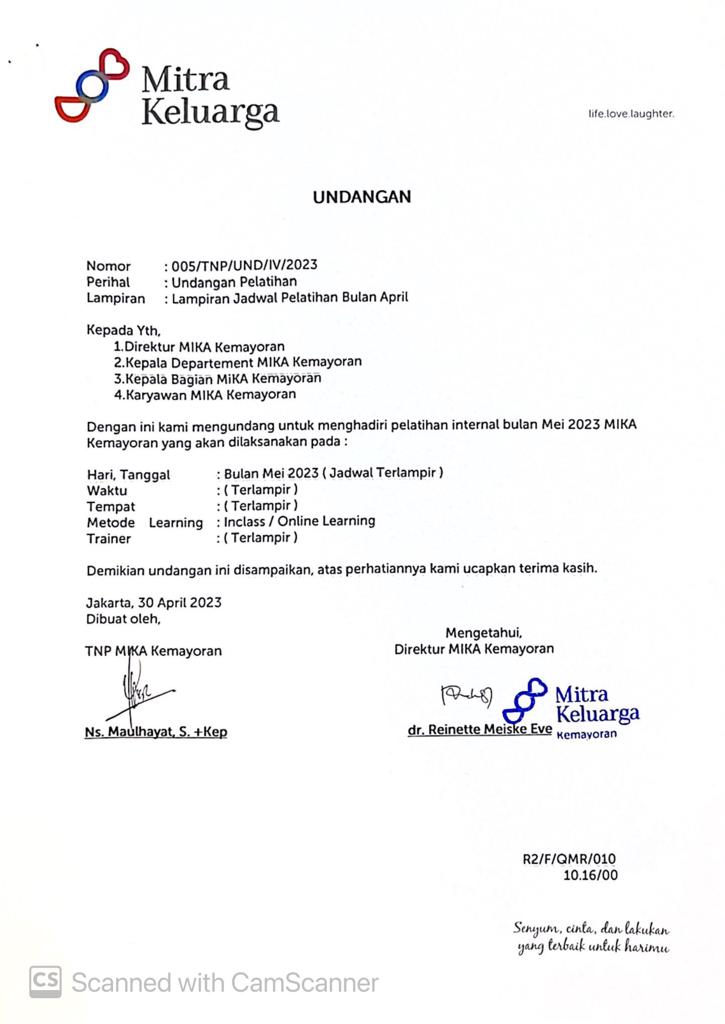 Mitra
Keluarga
life.love.laughter.
UNDANGAN
Nomor : 005/TNP/UND/IV/2023
Perihal : Undangan Pelatihan
Lampiran : Lampiran Jadwal Pelatihan Bulan April
Kepada Yth,
1.Direktur MIKA Kemayoran
2.Kepala Departement MIKA Kemayoran
3.Kepala Bagian MiKA Kemayoran
4.Karyawan MIKA Kemayoran
Dengan ini kami mengundang untuk menghadiri pelatihan internal bulan Mei 2023 MIKA
Kemayoran yang akan dilaksanakan pada :
Hari, Tanggal : Bulan Mei 2023 ( Jadwal Terlampir )
Waktu : ( Terlampir )
Tempat : ( Terlampir )
Metode Learning : Inclass / Online Learning
Trainer : ( Terlampir )
Demikian undangan ini disampaikan, atas perhatiannya kami ucapkan terima kasih.
Jakarta, 30 April 2023
Dibuat oleh,
Mengetahui,
TNP MIKA Kemayoran
Direktur MIKA Kemayoran
Mitra
Keluarga
Kemayoran
Ns. Maulhayat, S. +Kep
dr. Reinette Meiske Eve
R2/F/QMR/010
10.16/00
Senyum, cinta, dan lakukan
yang terbaik untuk harimu
CS Scanned with CamScanner